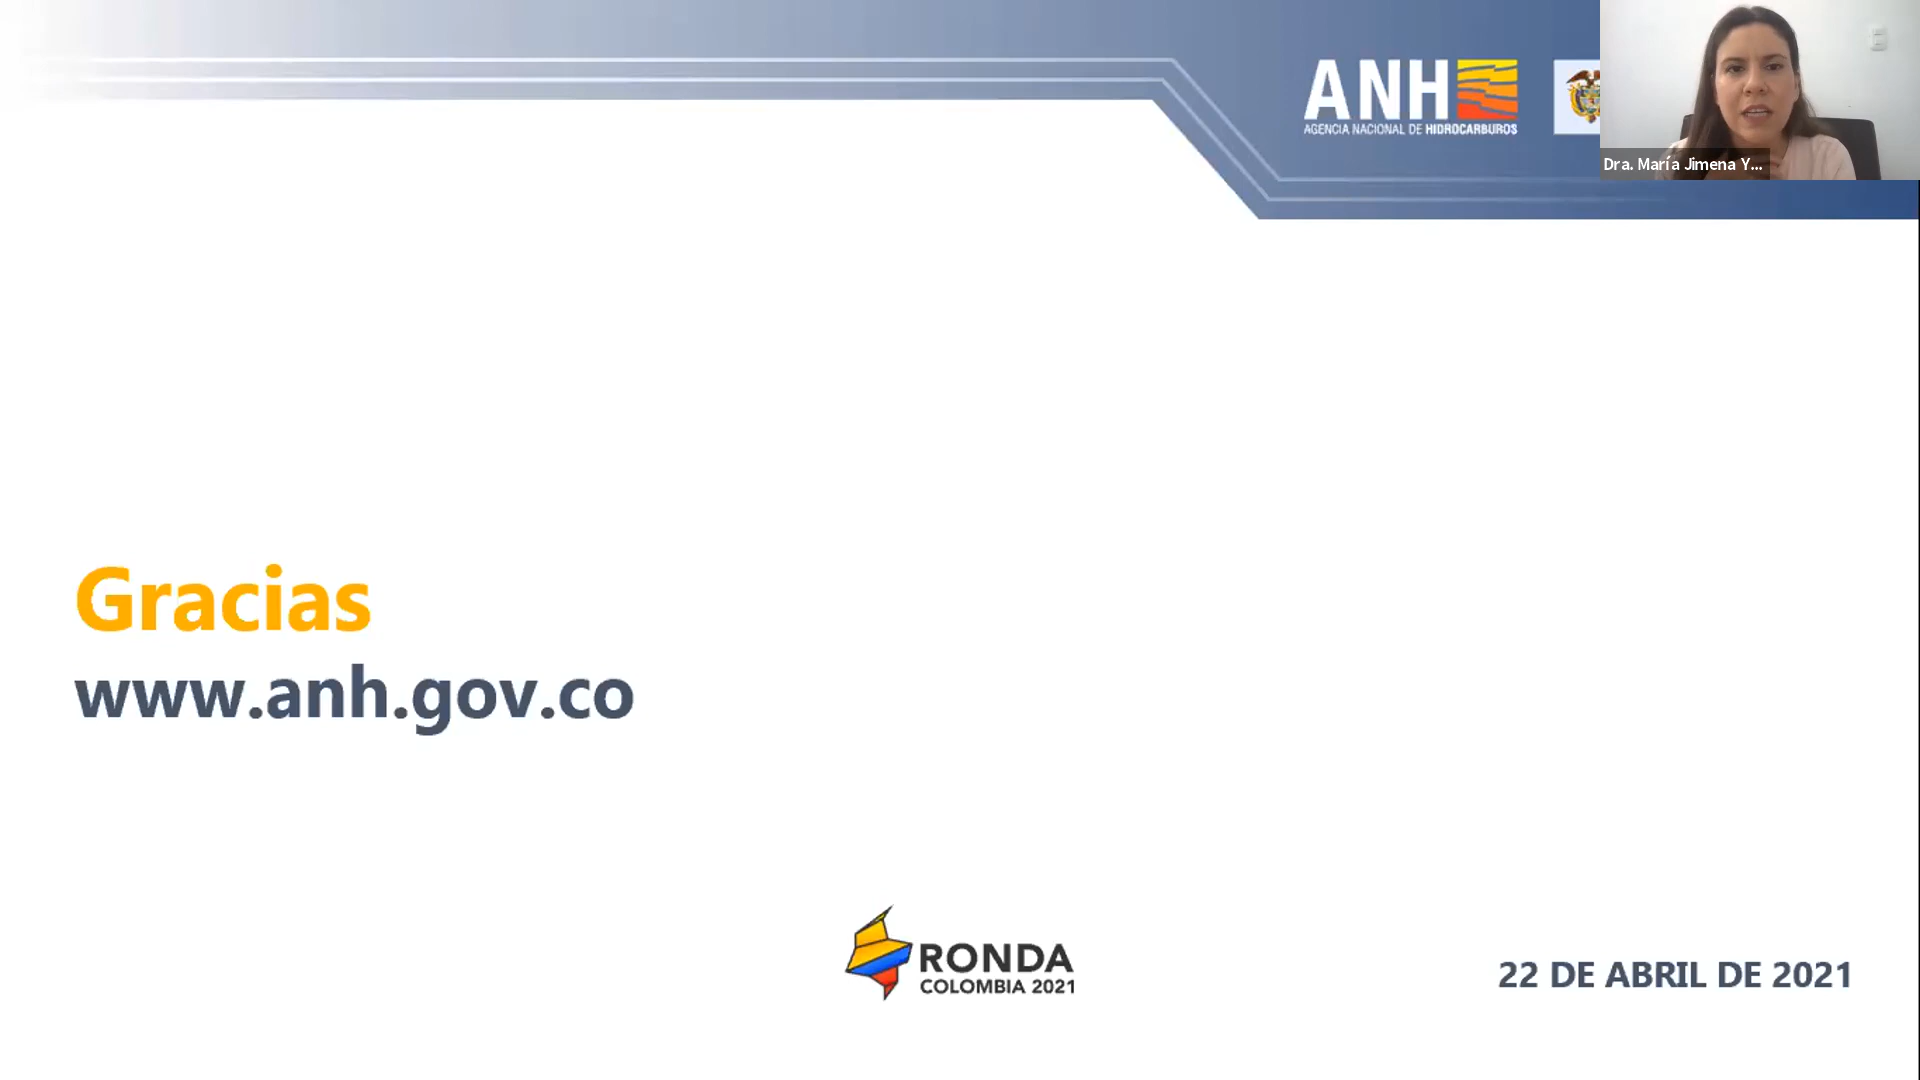 ANH
AGENCIA NACIONAL DE HIDROCARBUROS
Dra. María Jimena Y...
Gracias
www.anh.gov.co
RONDA
COLOMBIA 2021
22 DE ABRIL DE 2021